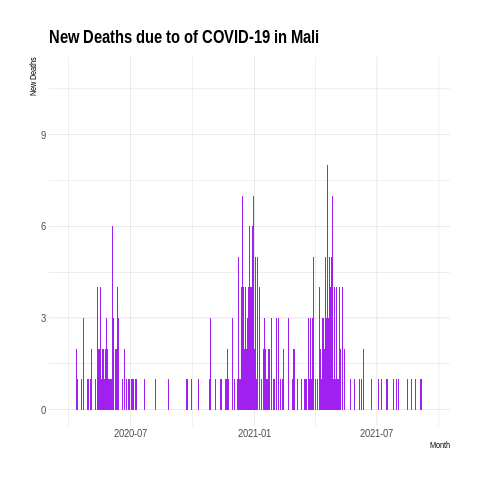 New Deaths due to of COVID-19 in Mali
New Deaths
9
6
3
0
2020-07
2021-01
2021-07
Month